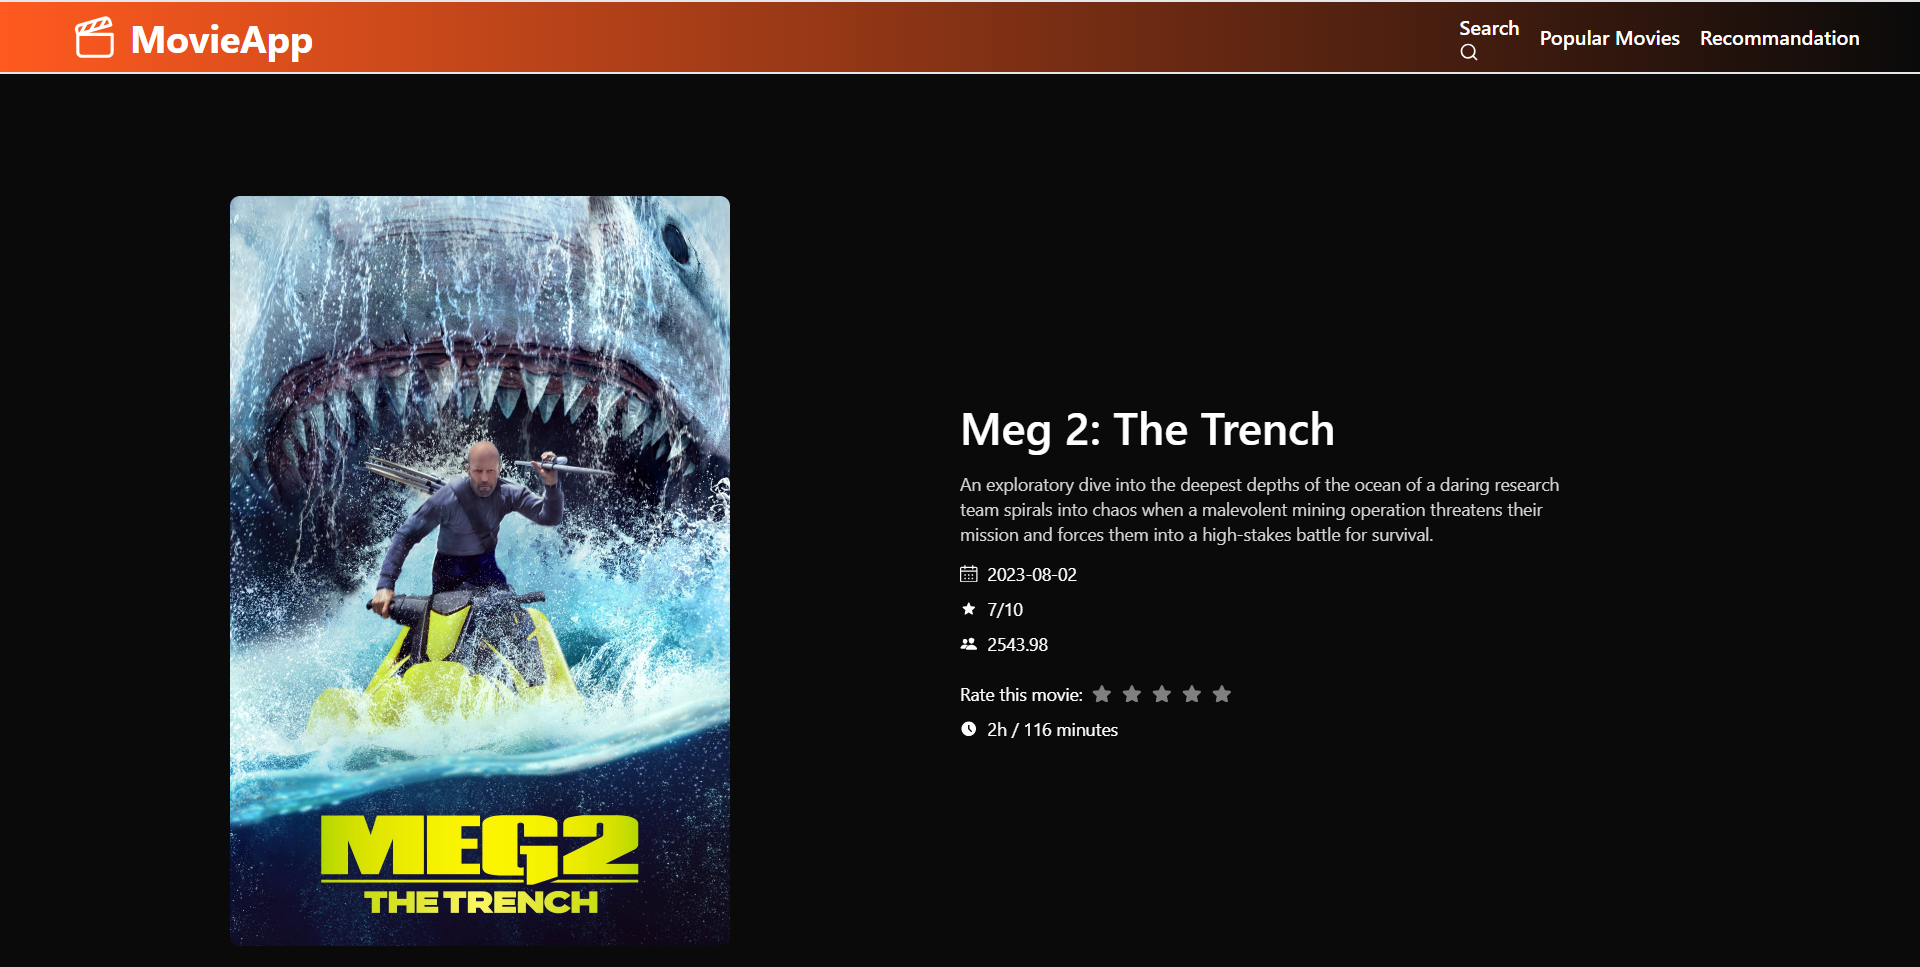 MovieApp
Search
Popular Movies
Recommandation
MEG2
THE TRENCH
Meg 2: The Trench
An exploratory dive into the deepest depths of the ocean of a daring research
team spirals into chaos when a malevolent mining operation threatens their
mission and forces them into a high-stakes battle for survival.
2023-08-02
7/10
2543.98
Rate this movie:
2h / 116 minutes